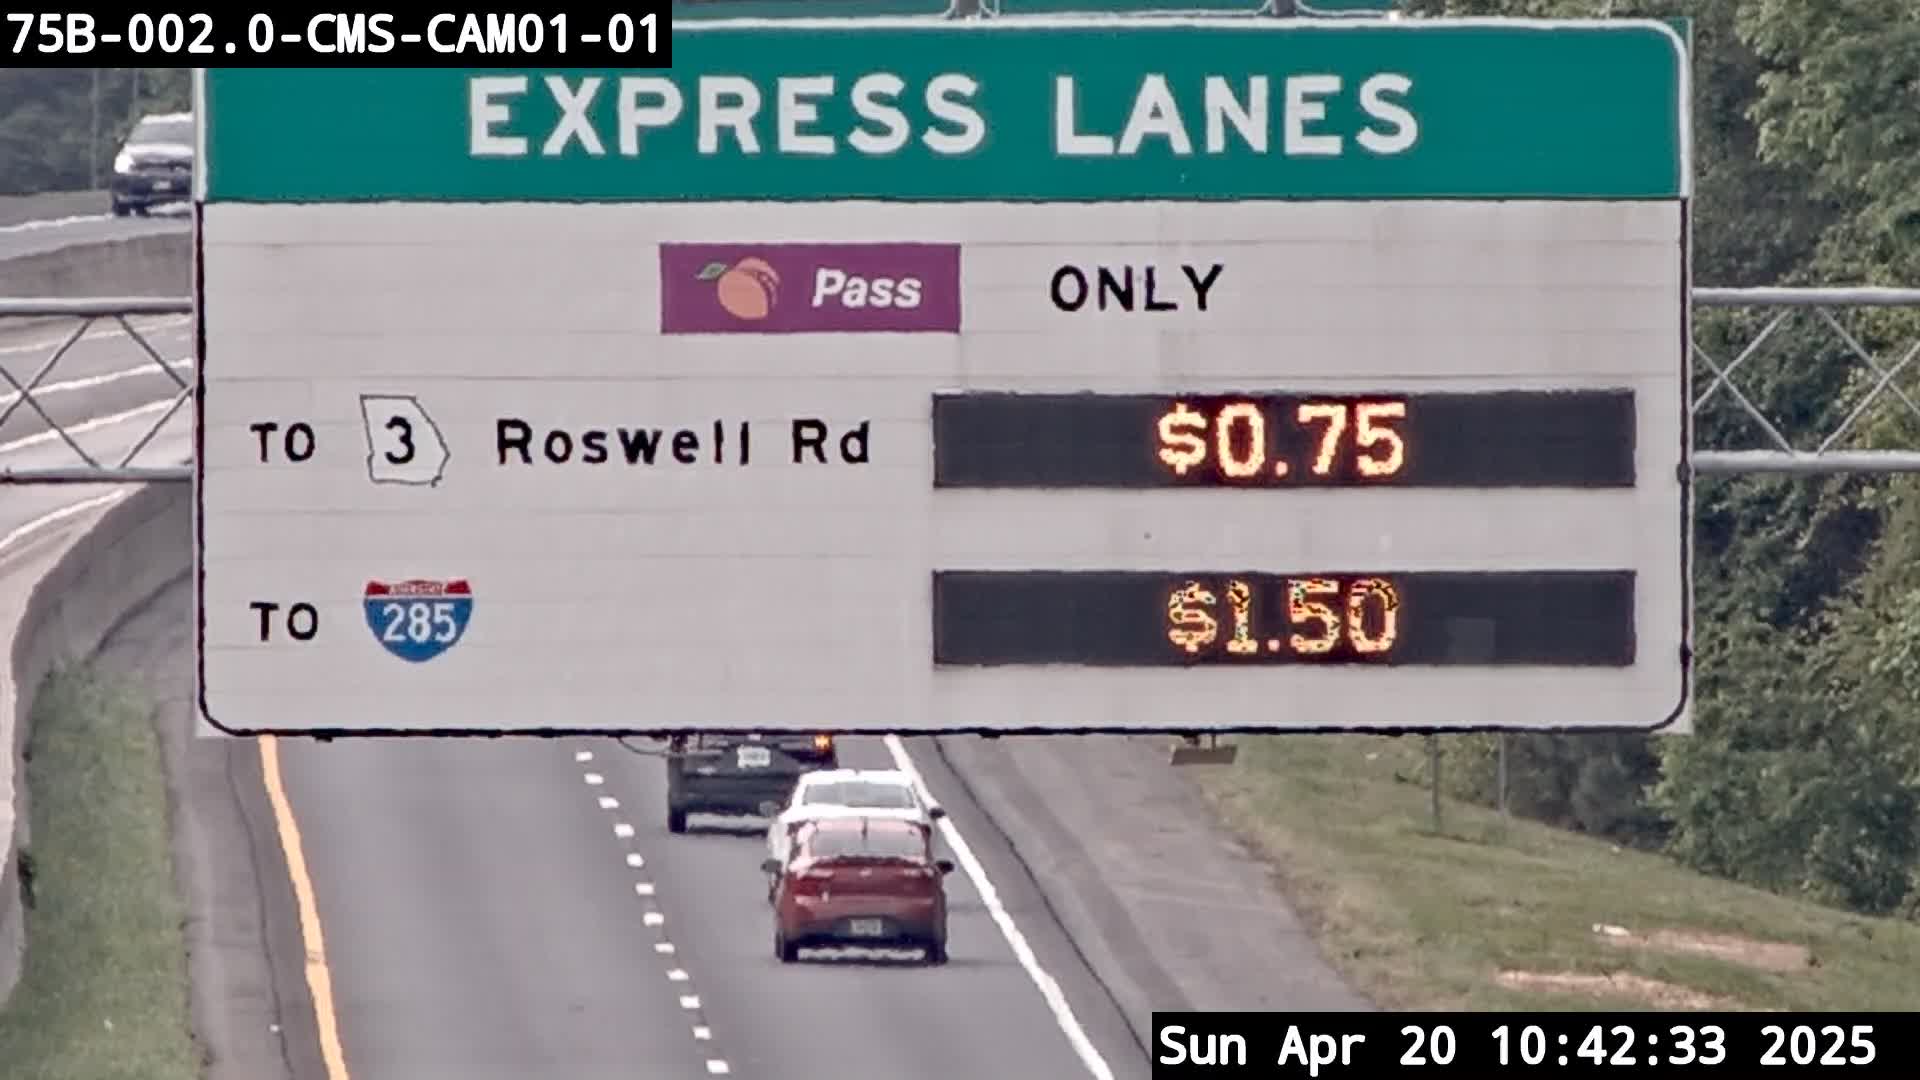 75B-002.0-CMS-CAM01-01
EXPRESS LANES
Pass ONLY
TO 3 Roswell Rd $0.75
TO 285 $1.50
Sun Apr 20 10:42:33 2025